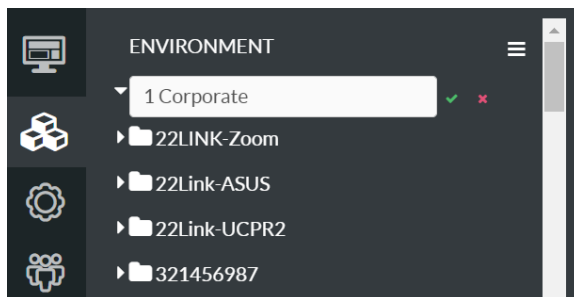 ENVIRONMENT
1 Corporate
22LINK-Zoom
22Link-ASUS
22Link-UCPR2
321456987